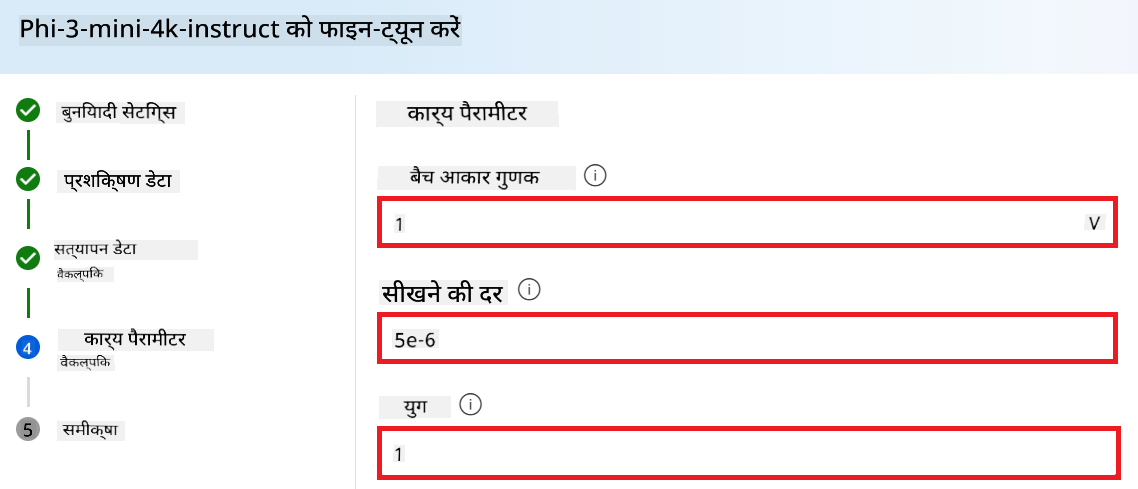 Phi-3-mini-4k-instruct को फाइन-ट्यून करें
बुनियादी सेटिंग्स
प्रशिक्षण डेटा
सत्यापन डेटा
वैकल्पिक
4
कार्य पैरामीटर
वैकल्पिक
5
समीक्षा
कार्य पैरामीटर
बैच आकार गुणक
1
V
सीखने की दर
5e-6
युग
1